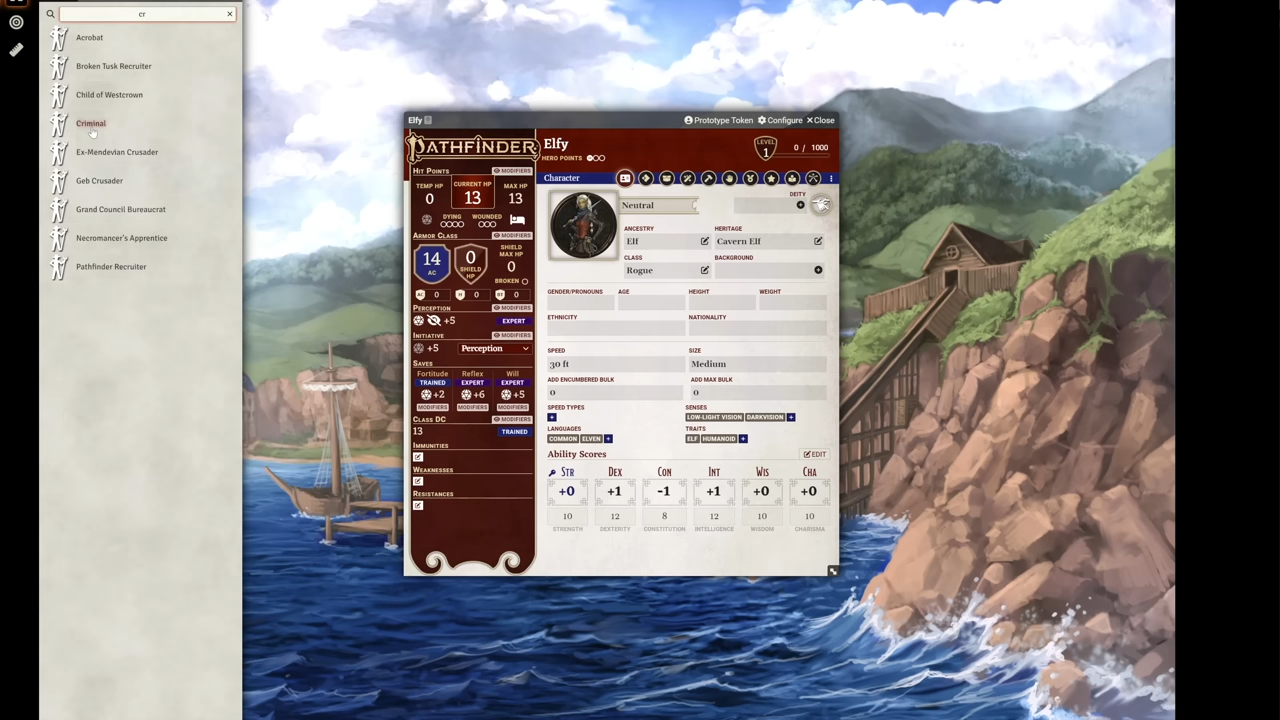 cr
Acrobat
Broken Tusk Recruiter
Child of Westcrown
Criminal
Ex-Mendevian Crusader
Geb Crusader
Grand Council Bureaucrat
Necromancer's Apprentice
Pathfinder Recruiter
Elfy Prototype Token Configure Close
PATHFINDER
Elfy
HERO POINTS
LEVEL 1
0 / 1000
HIT POINTS MODIFIERS
TEMP HP CURRENT HP MAX HP
0 13 13
DYING WOUNDED
ARMOR CLASS MODIFIERS
14 AC
0 SHIELD HP
SHIELD MAX HP
0
BROKEN
AC 0 H 0 BT 0
PERCEPTION MODIFIERS
+5 EXPERT
INITIATIVE MODIFIERS
+5 Perception
SAVES
Fortitude Reflex Will
TRAINED EXPERT EXPERT
+2 +6 +5
MODIFIERS MODIFIERS MODIFIERS
CLASS DC MODIFIERS
13 TRAINED
IMMUNITIES
WEAKNESSES
RESISTANCES
Character
Neutral
DEITY
ANCESTRY HERITAGE
Elf Cavern Elf
CLASS BACKGROUND
Rogue
GENDER/PRONOUNS AGE HEIGHT WEIGHT
ETHNICITY NATIONALITY
SPEED SIZE
30 ft Medium
ADD ENCUMBERED BULK ADD MAX BULK
0 0
SPEED TYPES SENSES
+ LOW-LIGHT VISION DARKVISION +
LANGUAGES TRAITS
COMMON ELVEN + ELF HUMANOID +
Ability Scores EDIT
STR DEX CON INT WIS CHA
+0 +1 -1 +1 +0 +0
10 12 8 12 10 10
STRENGTH DEXTERITY CONSTITUTION INTELLIGENCE WISDOM CHARISMA